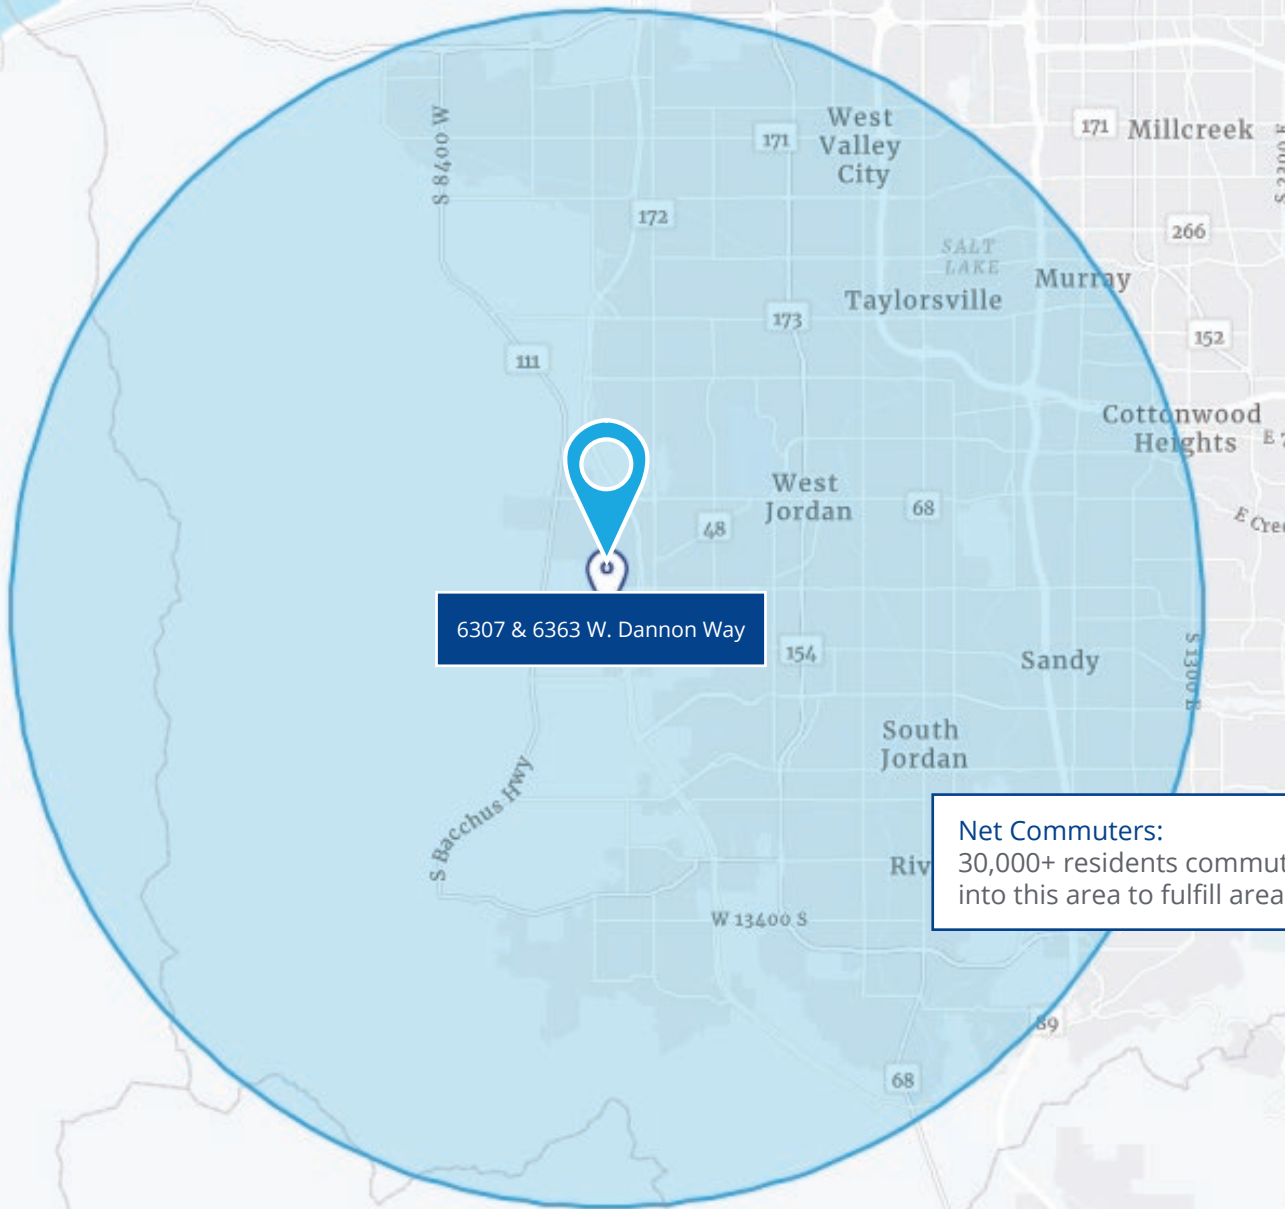 S 8400 W
West
Valley
City
171
171
Millcreek
172
266
SALT
LAKE
Murray
Taylorsville
173
152
111
Cottonwood
Heights
West
Jordan
68
48
6307 & 6363 W. Dannon Way
154
Sandy
S 1300 E
South
Jordan
S Bacchus Hwy
Net Commuters:
30,000+ residents commut
into this area to fulfill area
Riv
W 13400 S
89
68